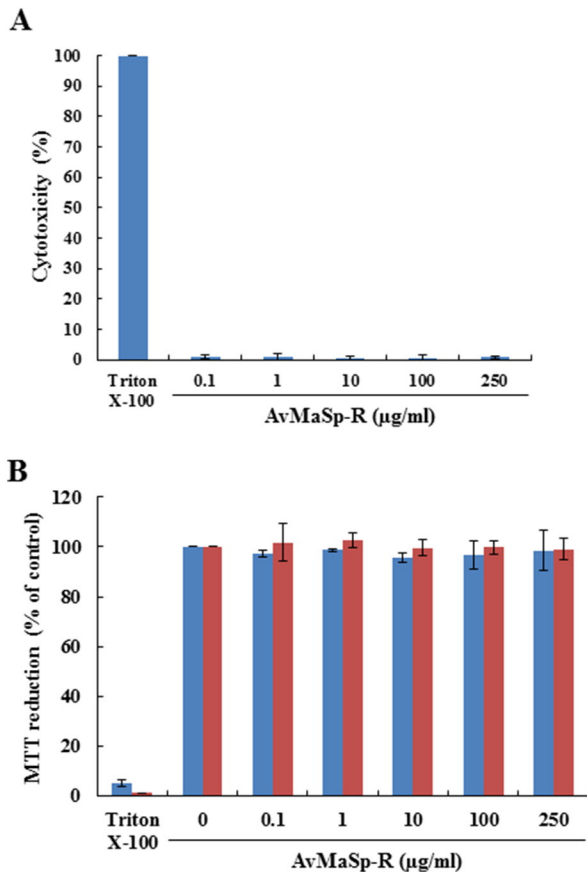 A
100
90
80
70
60
50
40
30
20
10
0
Cytotoxicity (%)
Triton X-100
0.1 1 10 100 250
AvMaSp-R (µg/ml)
B
120
100
80
60
40
20
0
MTT reduction (% of control)
Triton X-100
0 0.1 1 10 100 250
AvMaSp-R (µg/ml)